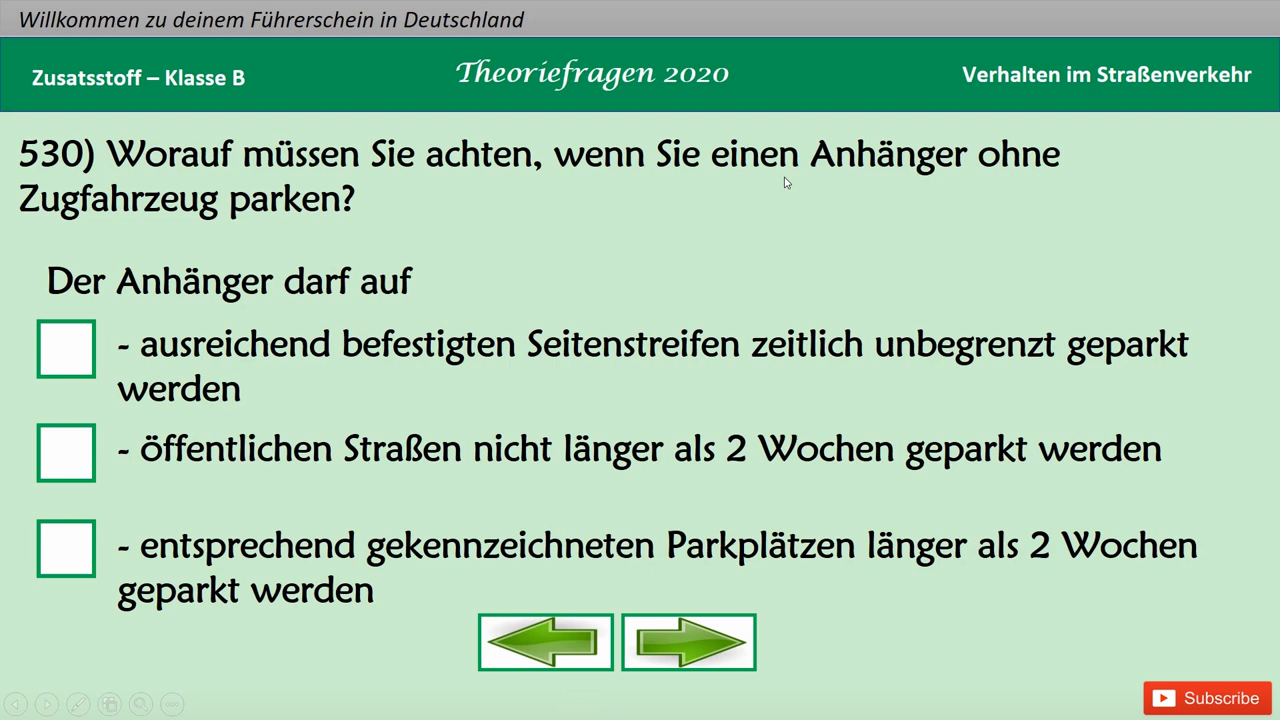 Willkommen zu deinem Führerschein in Deutschland
Zusatsstoff – Klasse B
Theoriefragen 2020
Verhalten im Straßenverkehr
530) Worauf müssen Sie achten, wenn Sie einen Anhänger ohne
Zugfahrzeug parken?
Der Anhänger darf auf
- ausreichend befestigten Seitenstreifen zeitlich unbegrenzt geparkt
werden
- öffentlichen Straßen nicht länger als 2 Wochen geparkt werden
- entsprechend gekennzeichneten Parkplätzen länger als 2 Wochen
geparkt werden
Subscribe